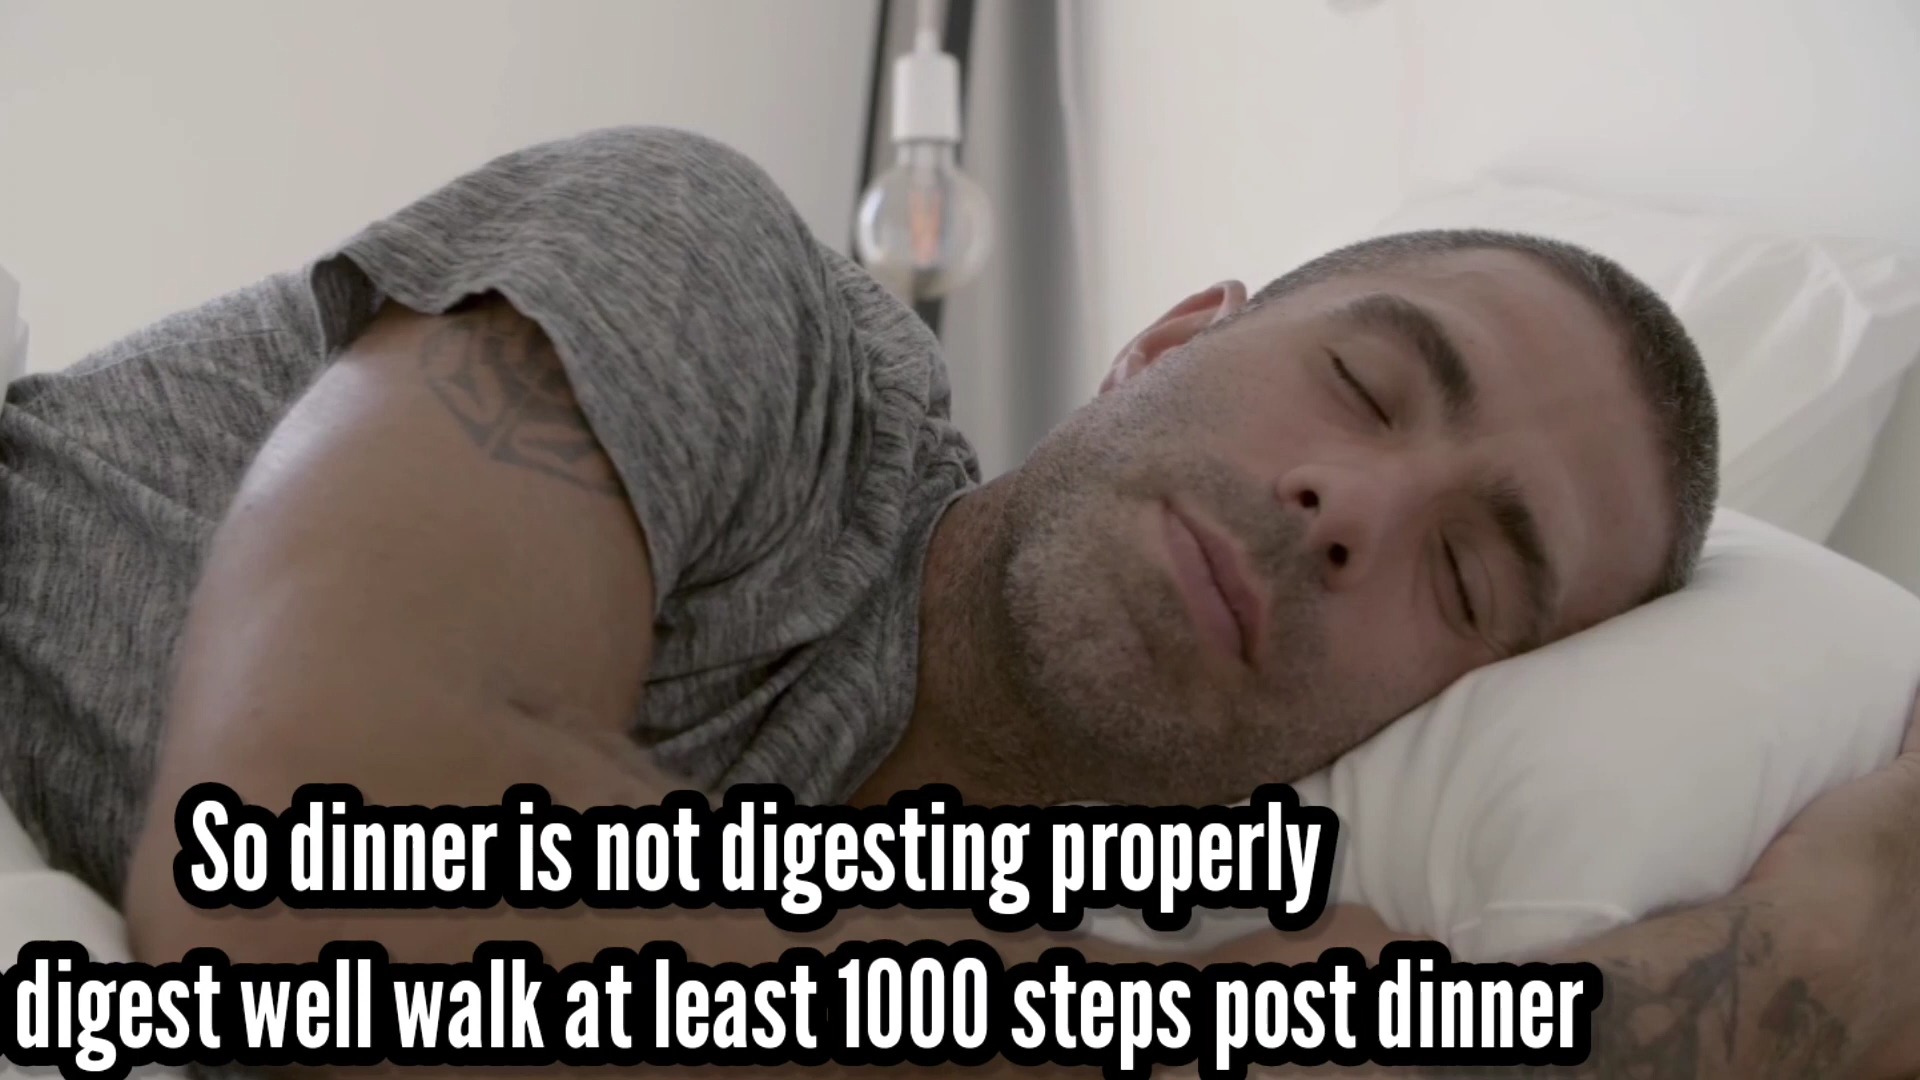 So dinner is not digesting properly
digest well walk at least 1000 steps post dinner